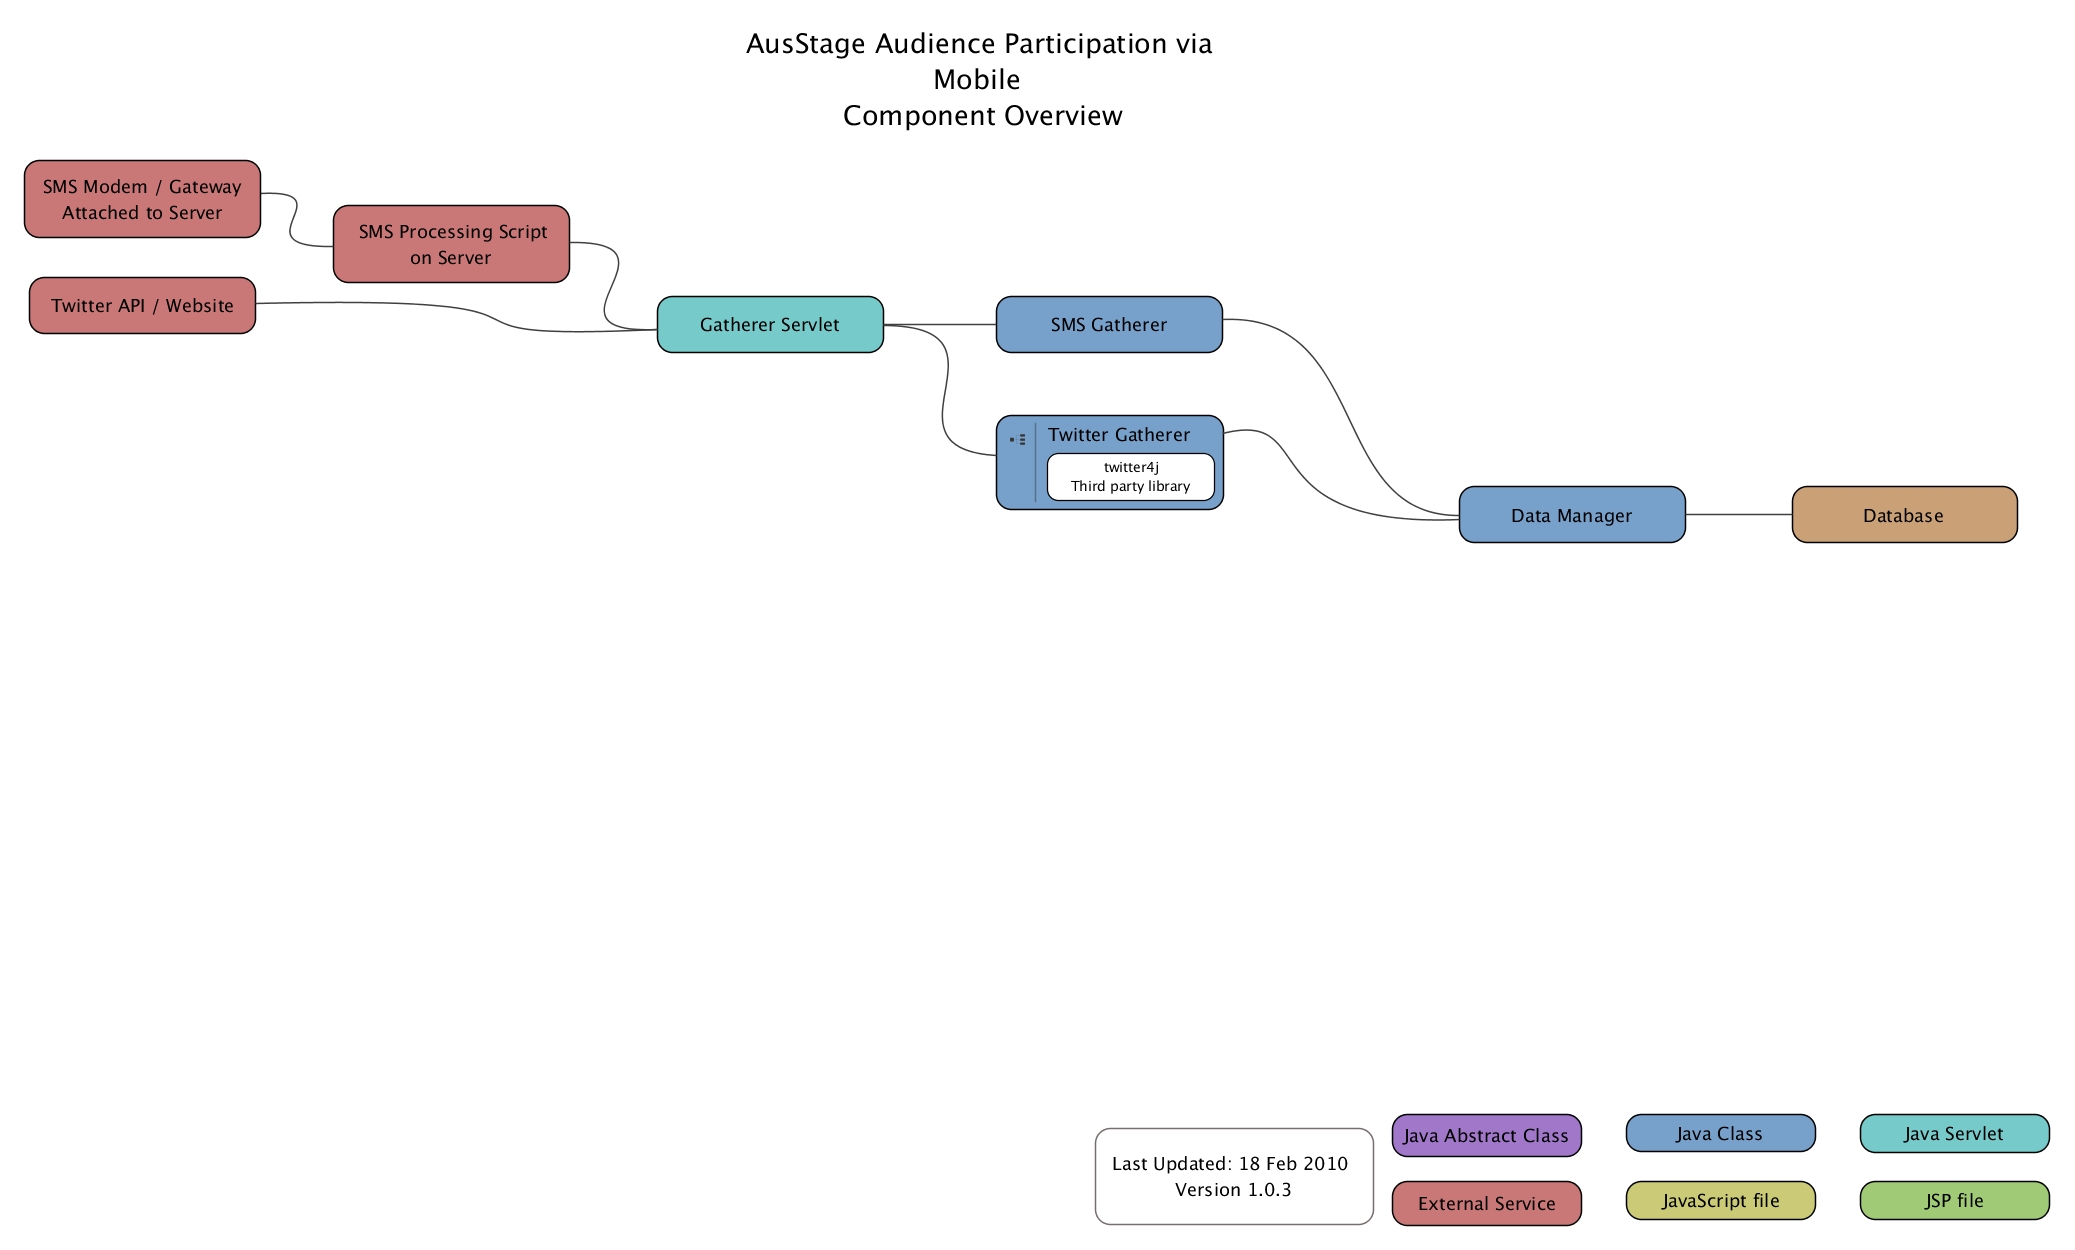 AusStage Audience Participation via
Mobile
Component Overview
SMS Modem / Gateway
Attached to Server
SMS Processing Script
on Server
Twitter API / Website
Gatherer Servlet
SMS Gatherer
Twitter Gatherer
twitter4j
Third party library
Data Manager
Database
Last Updated: 18 Feb 2010
Version 1.0.3
Java Abstract Class
Java Class
Java Servlet
External Service
JavaScript file
JSP file